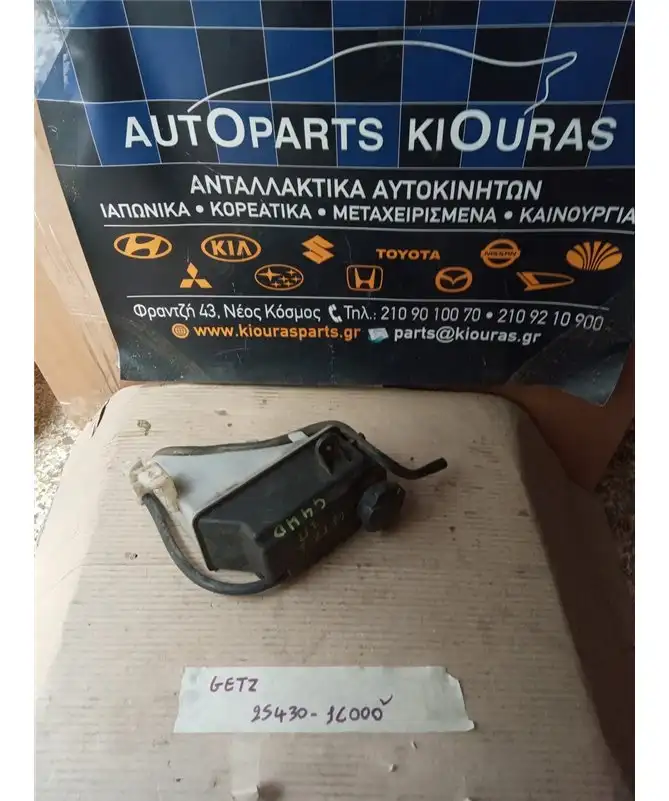 AUTOPARTS KIOURAS
ΑΝΤΑΛΛΑΚΤΙΚΑ ΑΥΤΟΚΙΝΗΤΩΝ
ΙΑΠΩΝΙΚΑ • ΚΟΡΕΑΤΙΚΑ • ΜΕΤΑΧΕΙΡΙΣΜΕΝΑ • ΚΑΙΝΟΥΡΓΙΑ
KIA TOYOTA NISSAN
Φραντζή 43, Νέος Κόσμος Τηλ.: 210 90 100 70 • 210 92 10 900
www.kiourasparts.gr parts@kiouras.gr
GETZ
25430-1C000